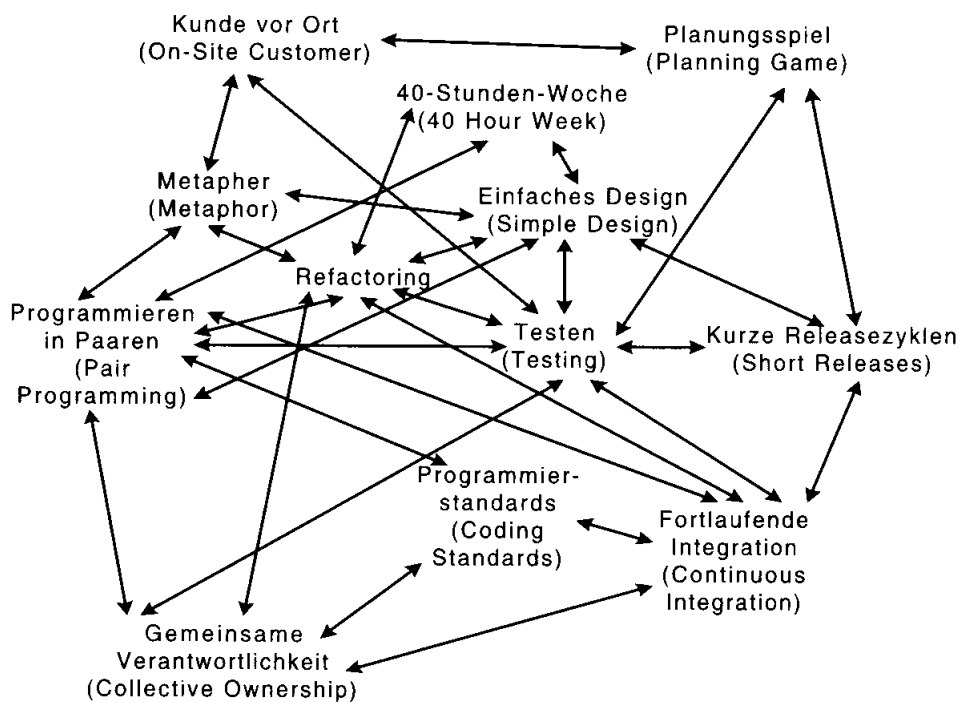 Kunde vor Ort
(On-Site Customer)
Planungsspiel
(Planning Game)
40-Stunden-Woche
(40 Hour Week)
Metapher
(Metaphor)
Einfaches Design
(Simple Design)
Refactoring
Programmieren
in Paaren
(Pair
Programming)
Testen
(Testing)
Kurze Releasezyklen
(Short Releases)
Programmier-
standards
(Coding
Standards)
Fortlaufende
Integration
(Continuous
Integration)
Gemeinsame
Verantwortlichkeit
(Collective Ownership)